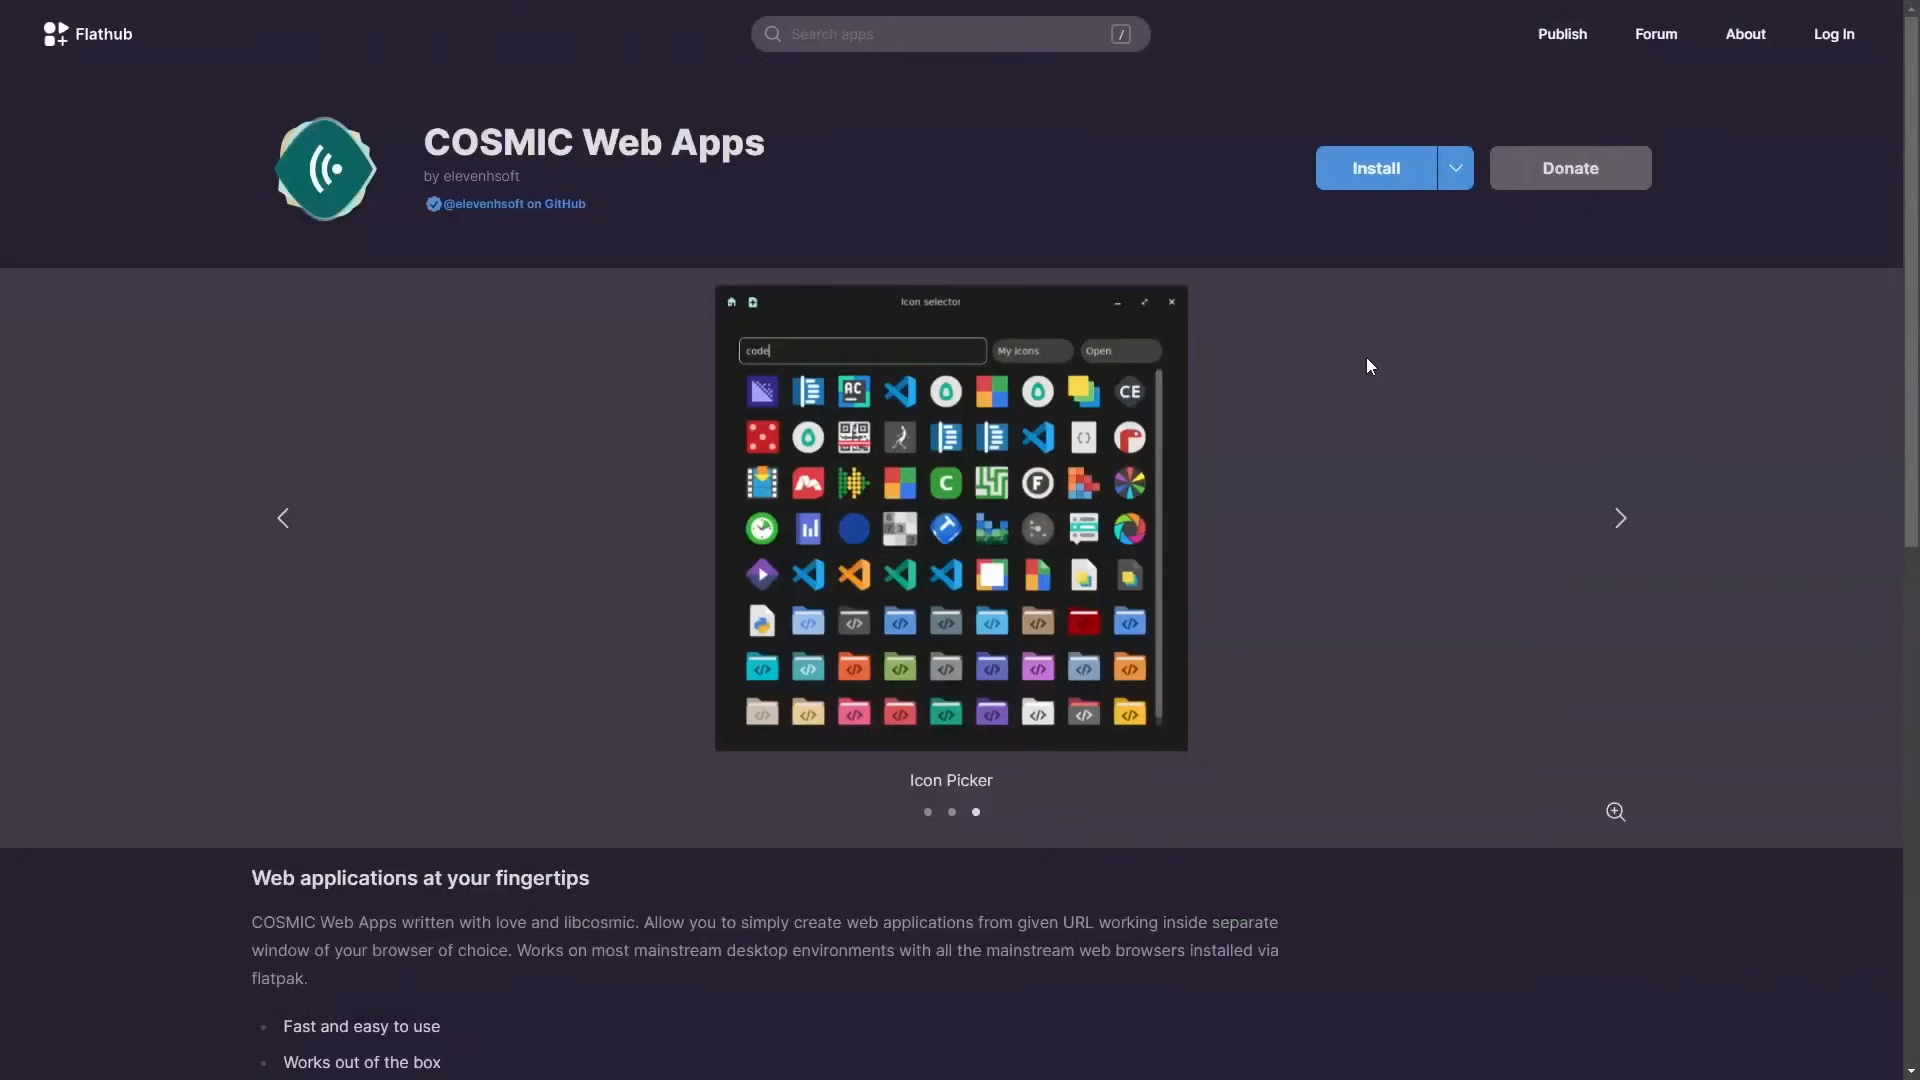 Flathub
Search apps
/
Publish
Forum
About
Log In
COSMIC Web Apps
by elevenhsoft
@elevenhsoft on GitHub
Install
Donate
Icon selector
code
My icons
Open
AC
CE
C
F
Icon Picker
Web applications at your fingertips
COSMIC Web Apps written with love and libcosmic. Allow you to simply create web applications from given URL working inside separate
window of your browser of choice. Works on most mainstream desktop environments with all the mainstream web browsers installed via
flatpak.
Fast and easy to use
Works out of the box